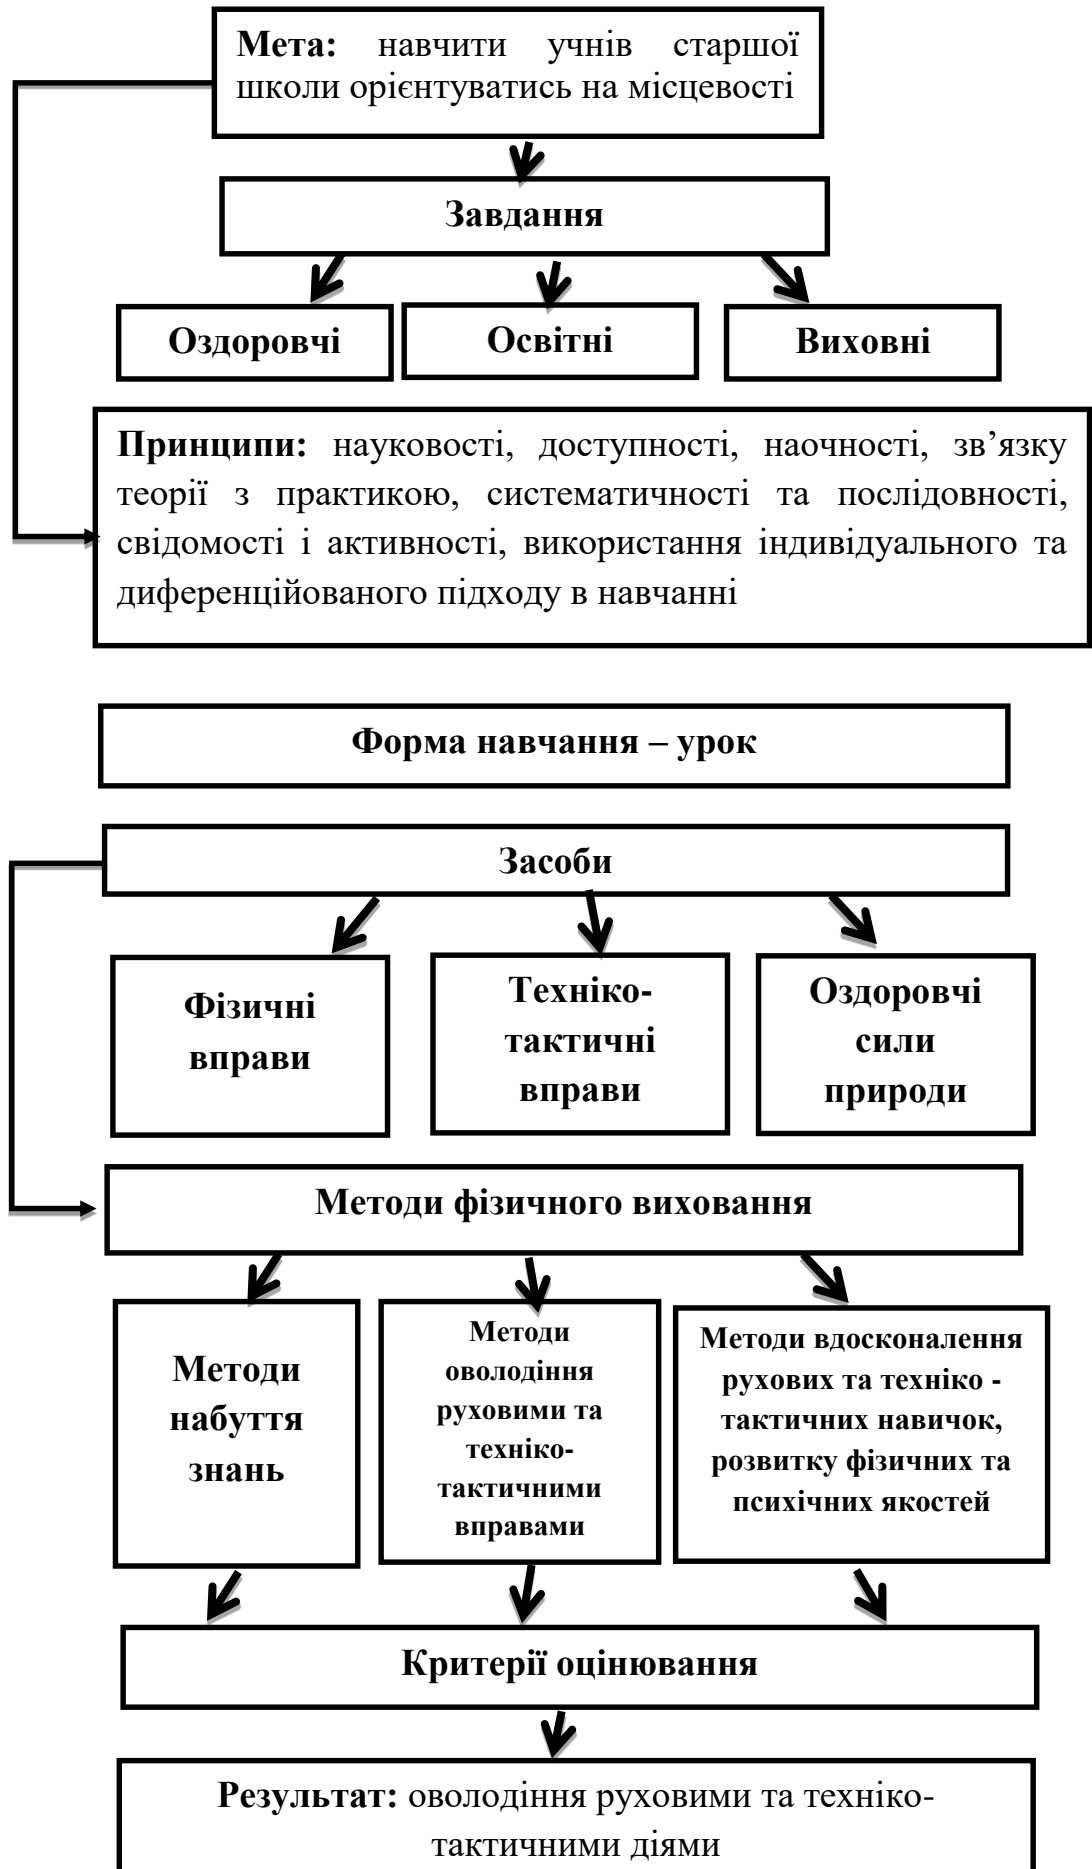 Мета: навчити учнів старшої
школи орієнтуватись на місцевості
Завдання
Оздоровчі
Освітні
Виховні
Принципи: науковості, доступності, наочності, зв’язку
теорії з практикою, систематичності та послідовності,
свідомості і активності, використання індивідуального та
диференційованого підходу в навчанні
Форма навчання – урок
Засоби
Фізичні
вправи
Техніко-
тактичні
вправи
Оздоровчі
сили
природи
Методи фізичного виховання
Методи
набуття
знань
Методи
оволодіння
руховими та
техніко-
тактичними
вправами
Методи вдосконалення
рухових та техніко -
тактичних навичок,
розвитку фізичних та
психічних якостей
Критерії оцінювання
Результат: оволодіння руховими та техніко-
тактичними діями